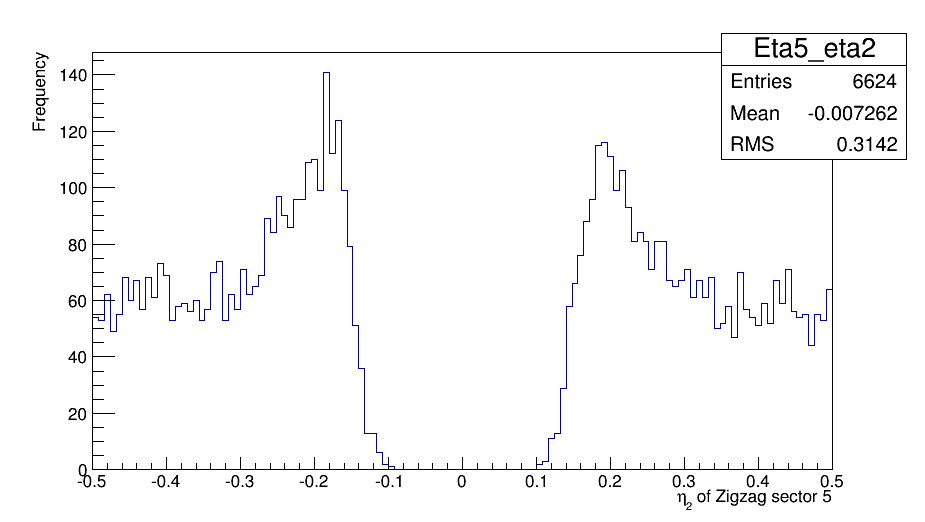 Eta5_eta2
Entries 6624
Mean -0.007262
RMS 0.3142
Frequency
140
120
100
80
60
40
20
0
-0.5 -0.4 -0.3 -0.2 -0.1 0 0.1 0.2 0.3 0.4 0.5
η2 of Zigzag sector 5